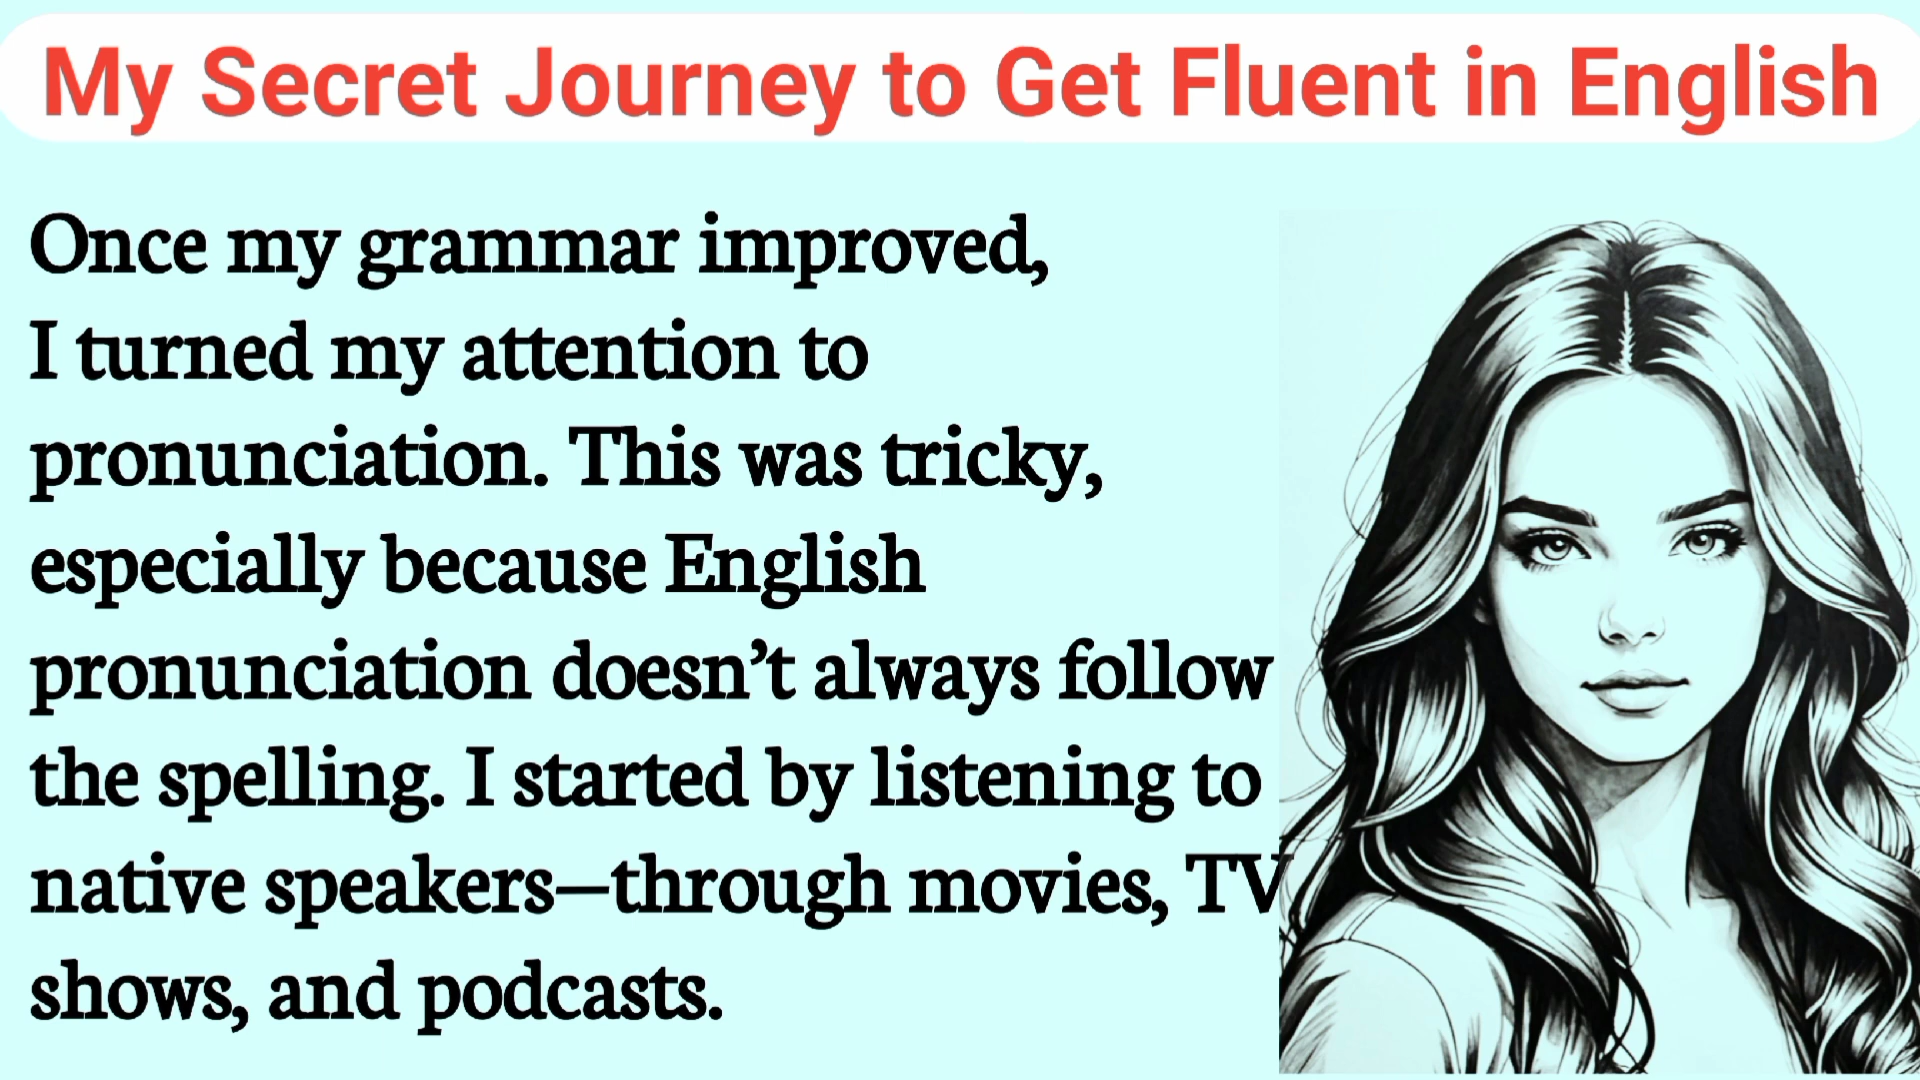 My Secret Journey to Get Fluent in English
Once my grammar improved,
I turned my attention to
pronunciation. This was tricky,
especially because English
pronunciation doesn’t always follow
the spelling. I started by listening to
native speakers—through movies, TV
shows, and podcasts.